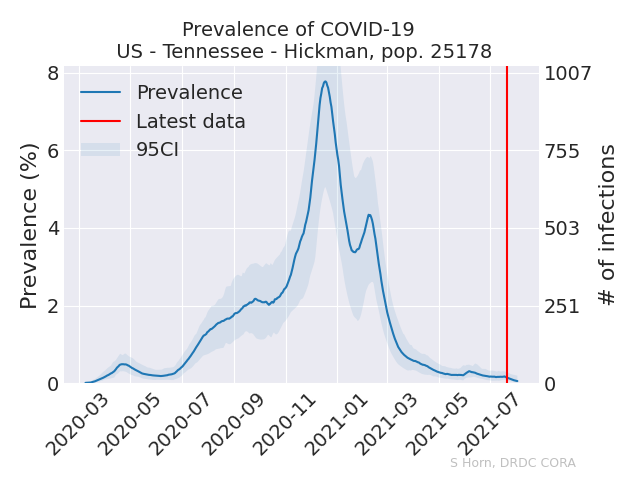 Prevalence of COVID-19
US - Tennessee - Hickman, pop. 25178
Prevalence
Latest data
95CI
Prevalence (%)
8
6
4
2
0
# of infections
1007
755
503
251
0
2020-03
2020-05
2020-07
2020-09
2020-11
2021-01
2021-03
2021-05
2021-07
S Horn, DRDC CORA